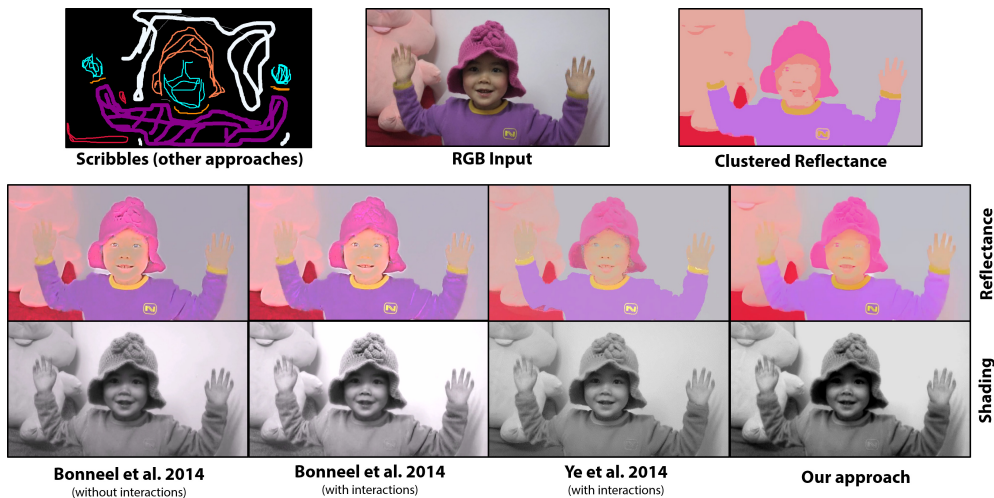 Scribbles (other approaches)
RGB Input
Clustered Reflectance
Reflectance
Shading
Bonneel et al. 2014
(without interactions)
Bonneel et al. 2014
(with interactions)
Ye et al. 2014
(with interactions)
Our approach